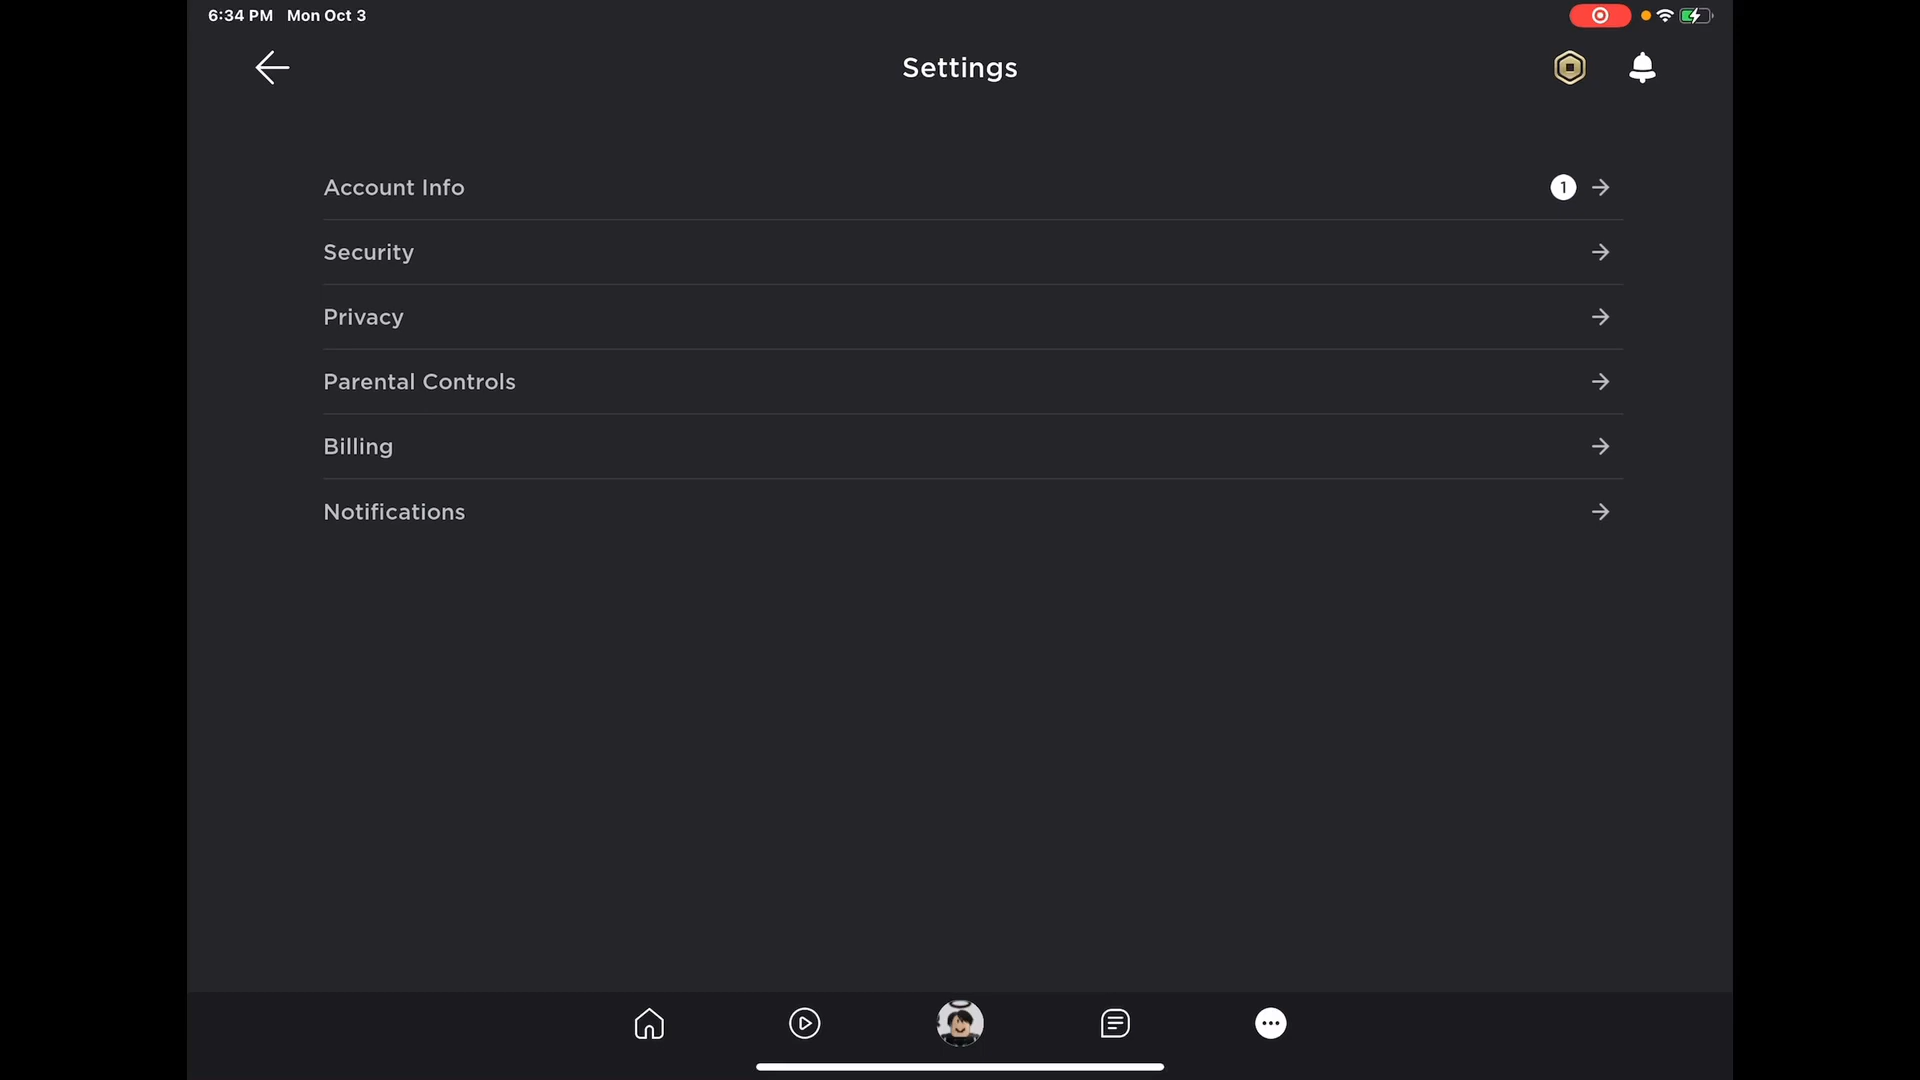 6:34 PM Mon Oct 3
Settings
Account Info 1
Security
Privacy
Parental Controls
Billing
Notifications